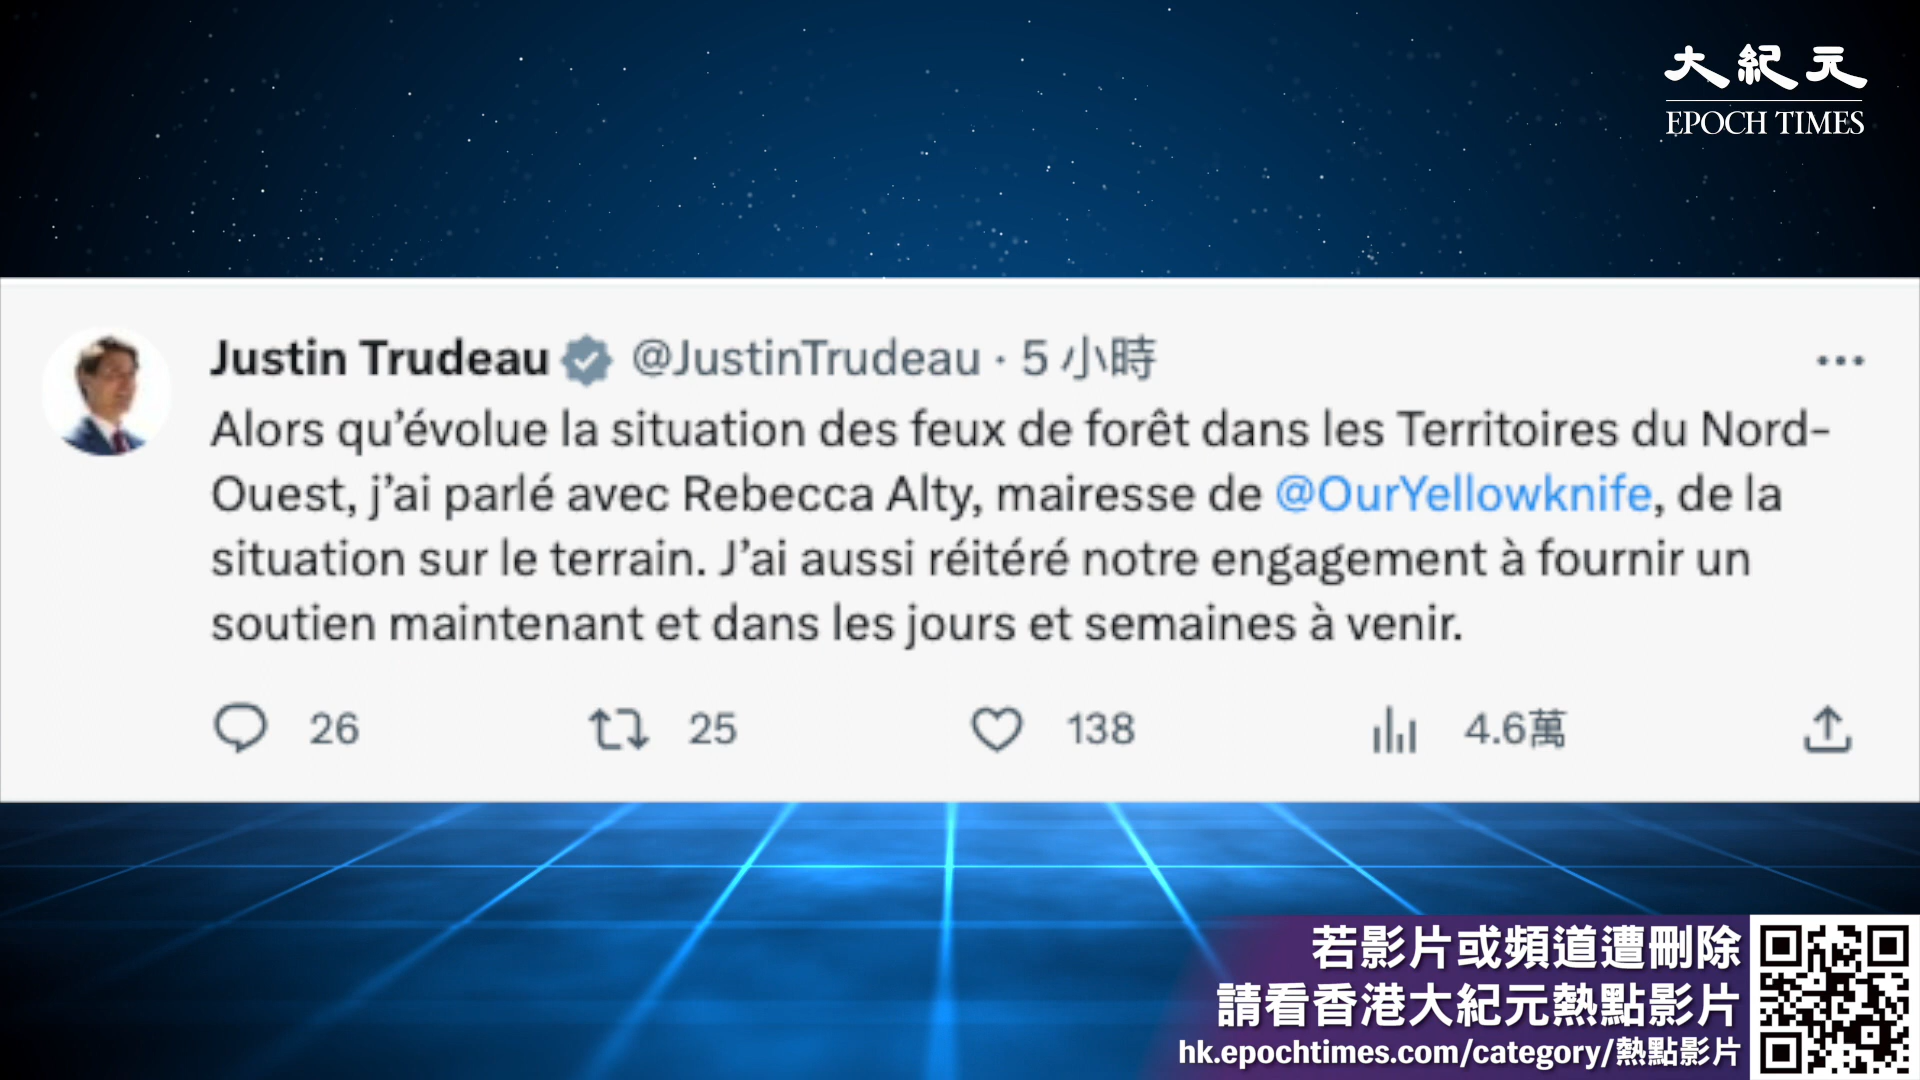 大紀元
EPOCH TIMES
Justin Trudeau @JustinTrudeau · 5 小時
Alors qu’évolue la situation des feux de forêt dans les Territoires du Nord-
Ouest, j’ai parlé avec Rebecca Alty, mairesse de @OurYellowknife, de la
situation sur le terrain. J’ai aussi réitéré notre engagement à fournir un
soutien maintenant et dans les jours et semaines à venir.
26 25 138 4.6萬
若影片或頻道遭刪除
請看香港大紀元熱點影片
hk.epochtimes.com/category/熱點影片